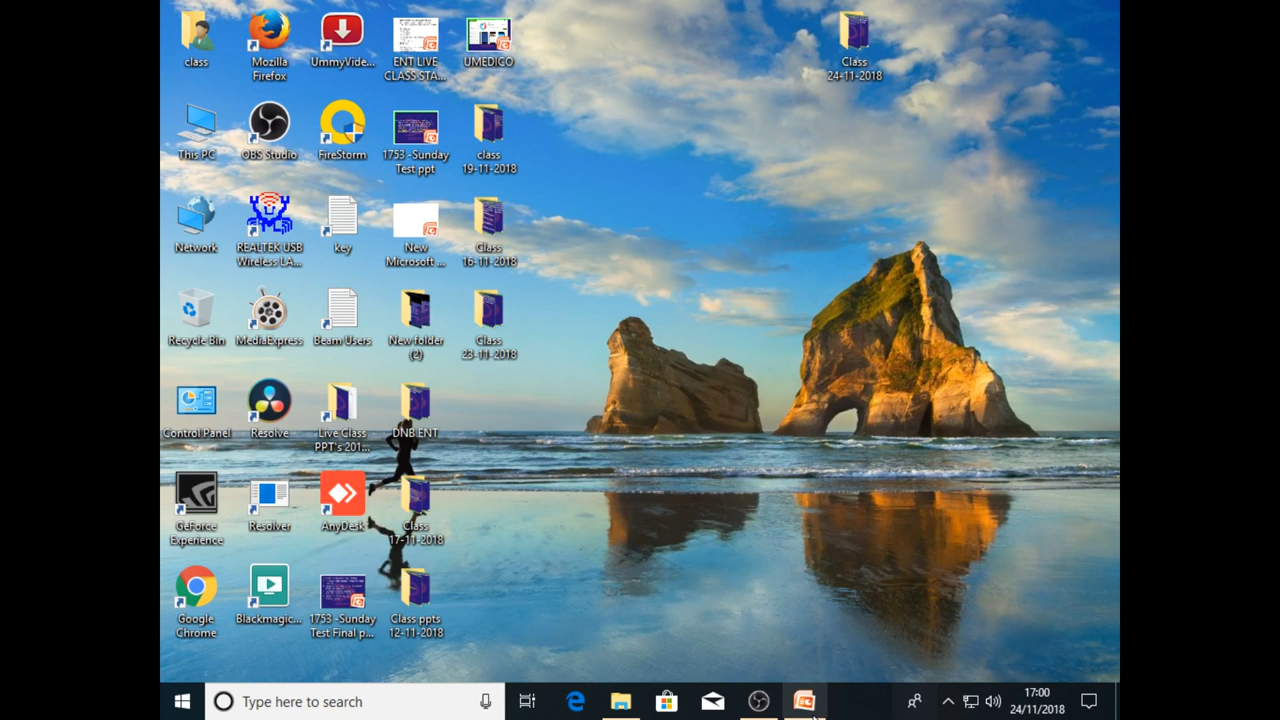 class
Mozilla
Firefox
UmmyVide...
ENT LIVE
CLASS STA...
UMEDICO
Class
24-11-2018
This PC
OBS Studio
FireStorm
1753 -Sunday
Test ppt
class
19-11-2018
Network
REALTEK USB
Wireless LA...
key
New
Microsoft ...
Class
16-11-2018
Recycle Bin
MediaExpress
Beam Users
New folder
(2)
Class
23-11-2018
Control Panel
Resolve
Live Class
PPT's 201...
DNB ENT
GeForce
Experience
Resolver
AnyDesk
Class
17-11-2018
Google
Chrome
Blackmagic...
1753 -Sunday
Test Final p...
Class ppts
12-11-2018
Type here to search
17:00
24/11/2018